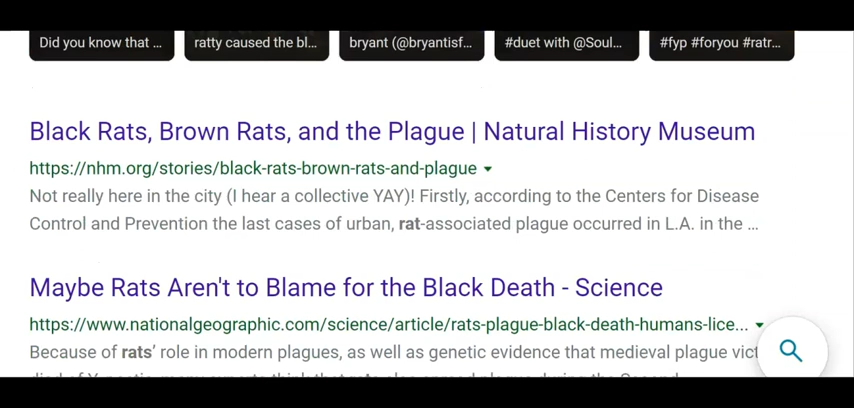 Did you know that ...
ratty caused the bl...
bryant (@bryantisf...
#duet with @Soul...
#fyp #foryou #ratr...
Black Rats, Brown Rats, and the Plague | Natural History Museum
https://nhm.org/stories/black-rats-brown-rats-and-plague
Not really here in the city (I hear a collective YAY)! Firstly, according to the Centers for Disease
Control and Prevention the last cases of urban, rat-associated plague occurred in L.A. in the ...
Maybe Rats Aren't to Blame for the Black Death - Science
https://www.nationalgeographic.com/science/article/rats-plague-black-death-humans-lice...
Because of rats’ role in modern plagues, as well as genetic evidence that medieval plague vict